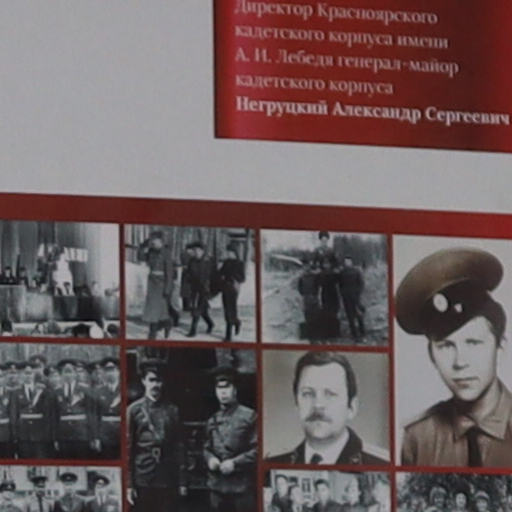 Директор Красноярского
кадетского корпуса имени
А. И. Лебедя генерал-майор
кадетского корпуса
Негруцкий Александр Сергеевич